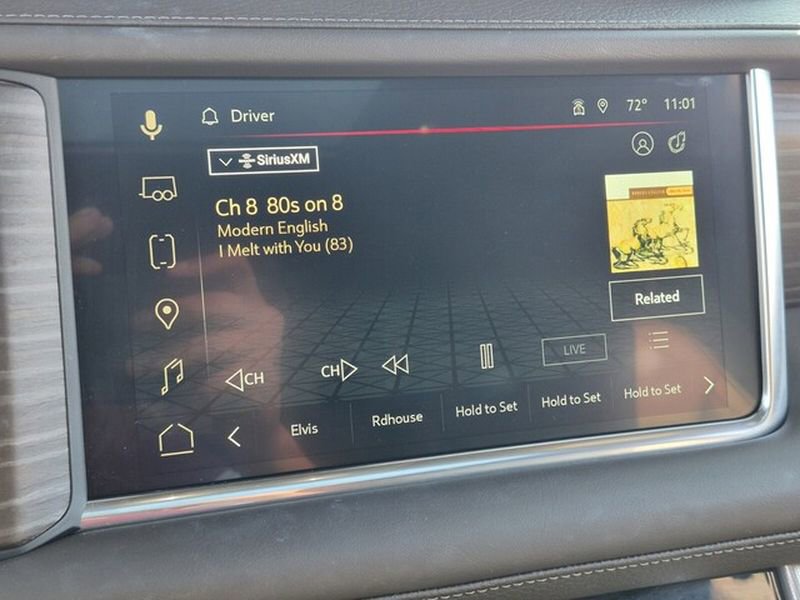 Driver
72° 11:01
SiriusXM
Ch 8 80s on 8
Modern English
I Melt with You (83)
Related
CH
CH
LIVE
Elvis
Rdhouse
Hold to Set
Hold to Set
Hold to Set